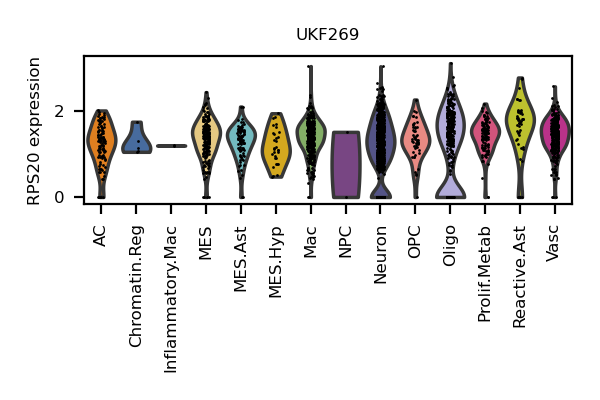 UKF269
RPS20 expression
2
0
AC
Chromatin.Reg
Inflammatory.Mac
MES
MES.Ast
MES.Hyp
Mac
NPC
Neuron
OPC
Oligo
Prolif.Metab
Reactive.Ast
Vasc